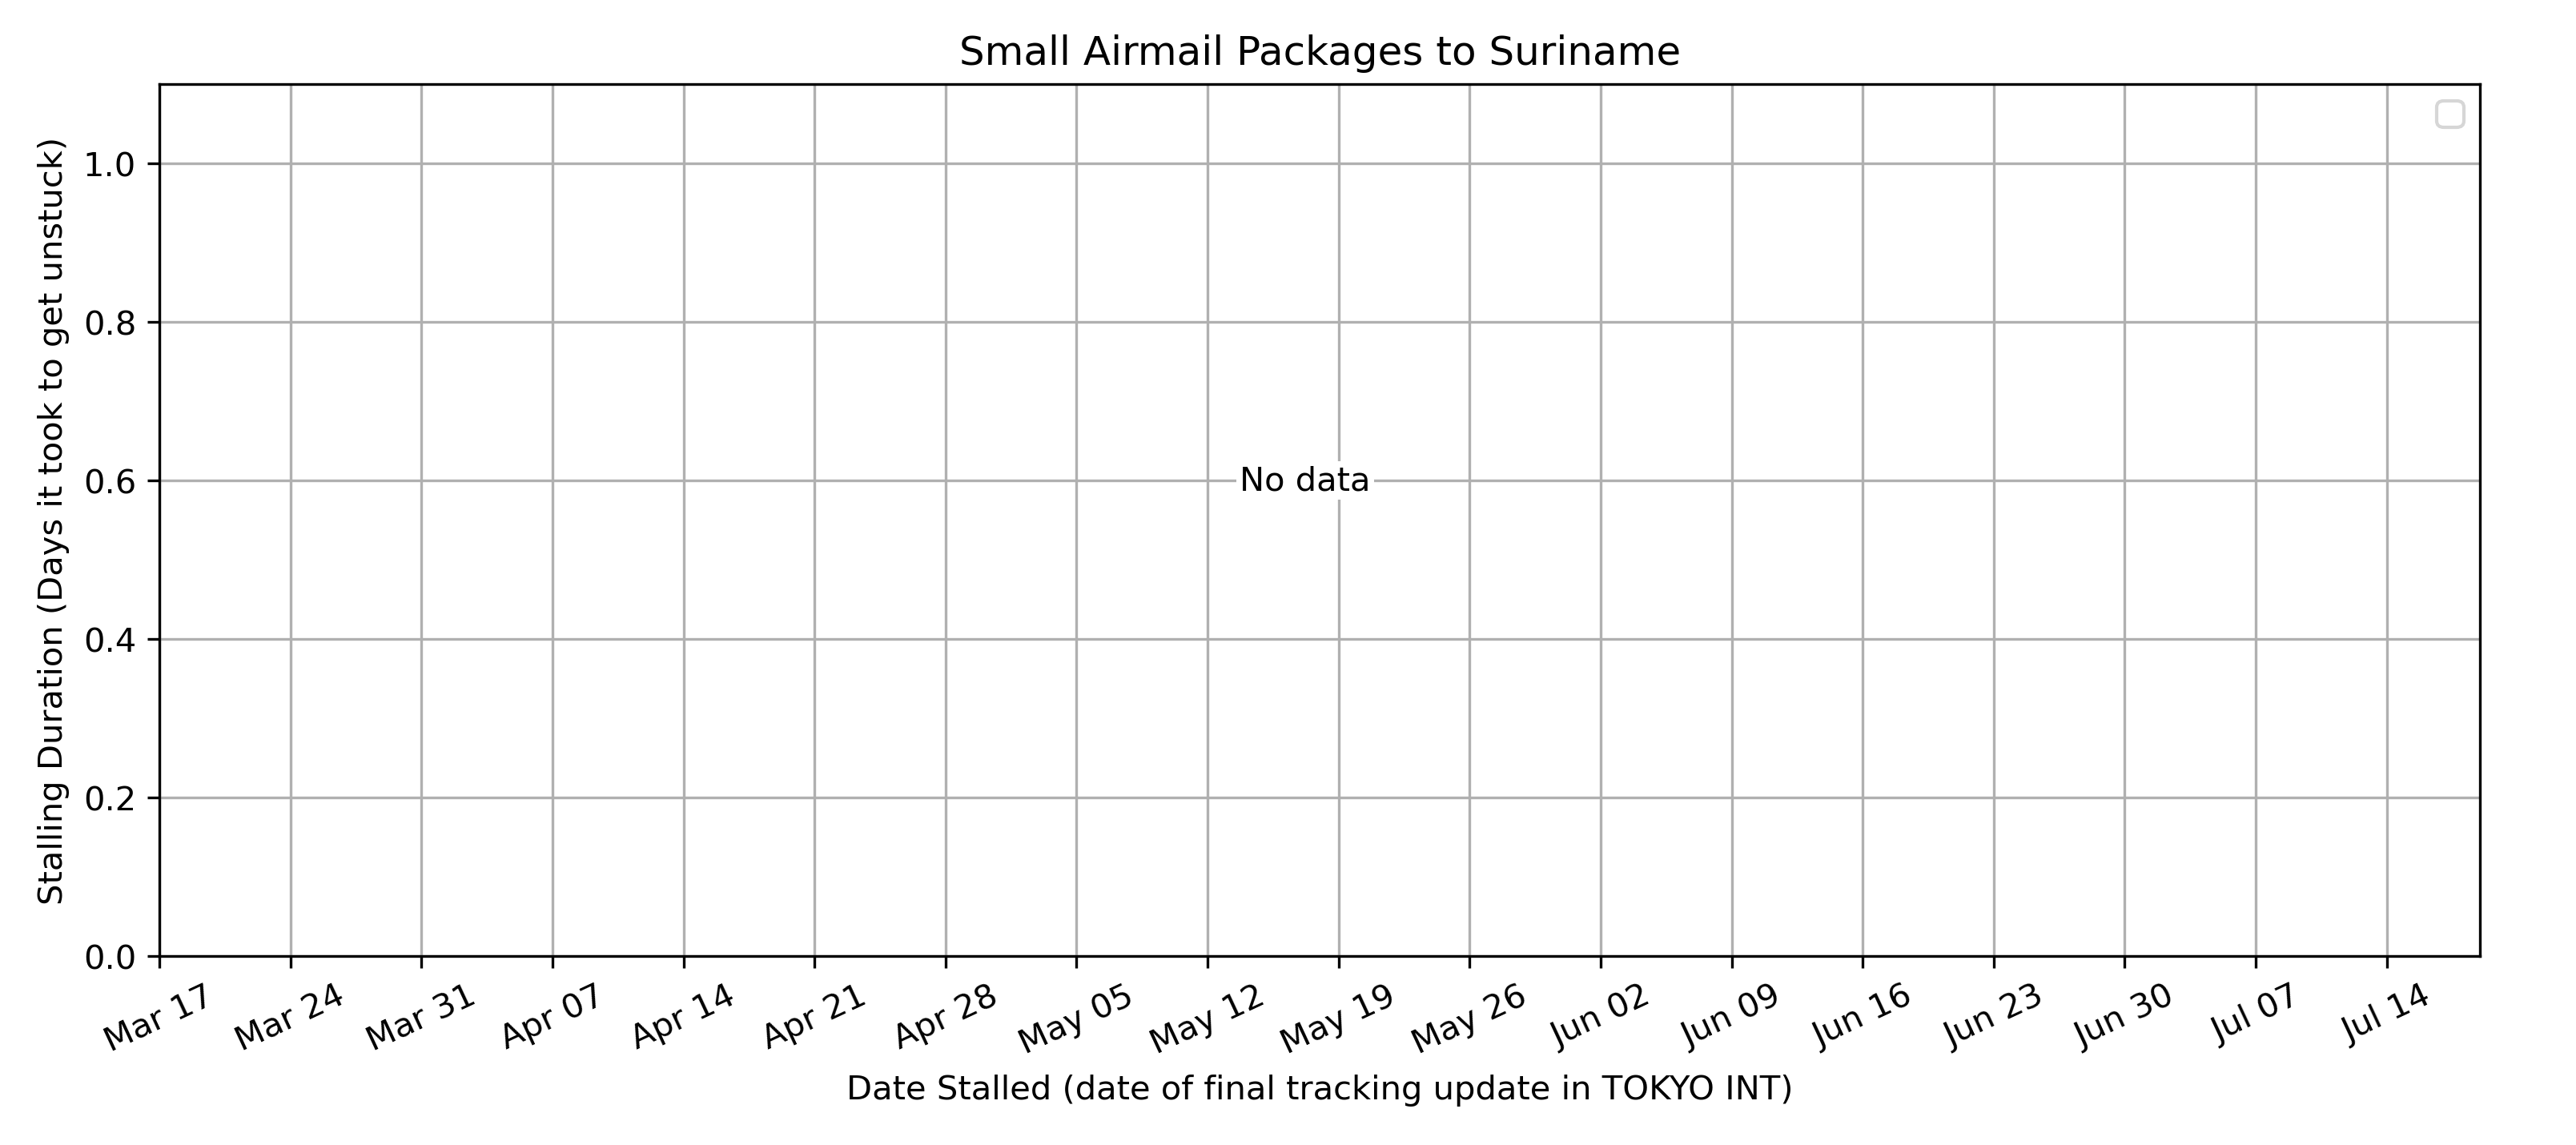 Small Airmail Packages to Suriname
Stalling Duration (Days it took to get unstuck)
1.0
0.8
0.6
0.4
0.2
0.0
No data
Mar 17
Mar 24
Mar 31
Apr 07
Apr 14
Apr 21
Apr 28
May 05
May 12
May 19
May 26
Jun 02
Jun 09
Jun 16
Jun 23
Jun 30
Jul 07
Jul 14
Date Stalled (date of final tracking update in TOKYO INT)